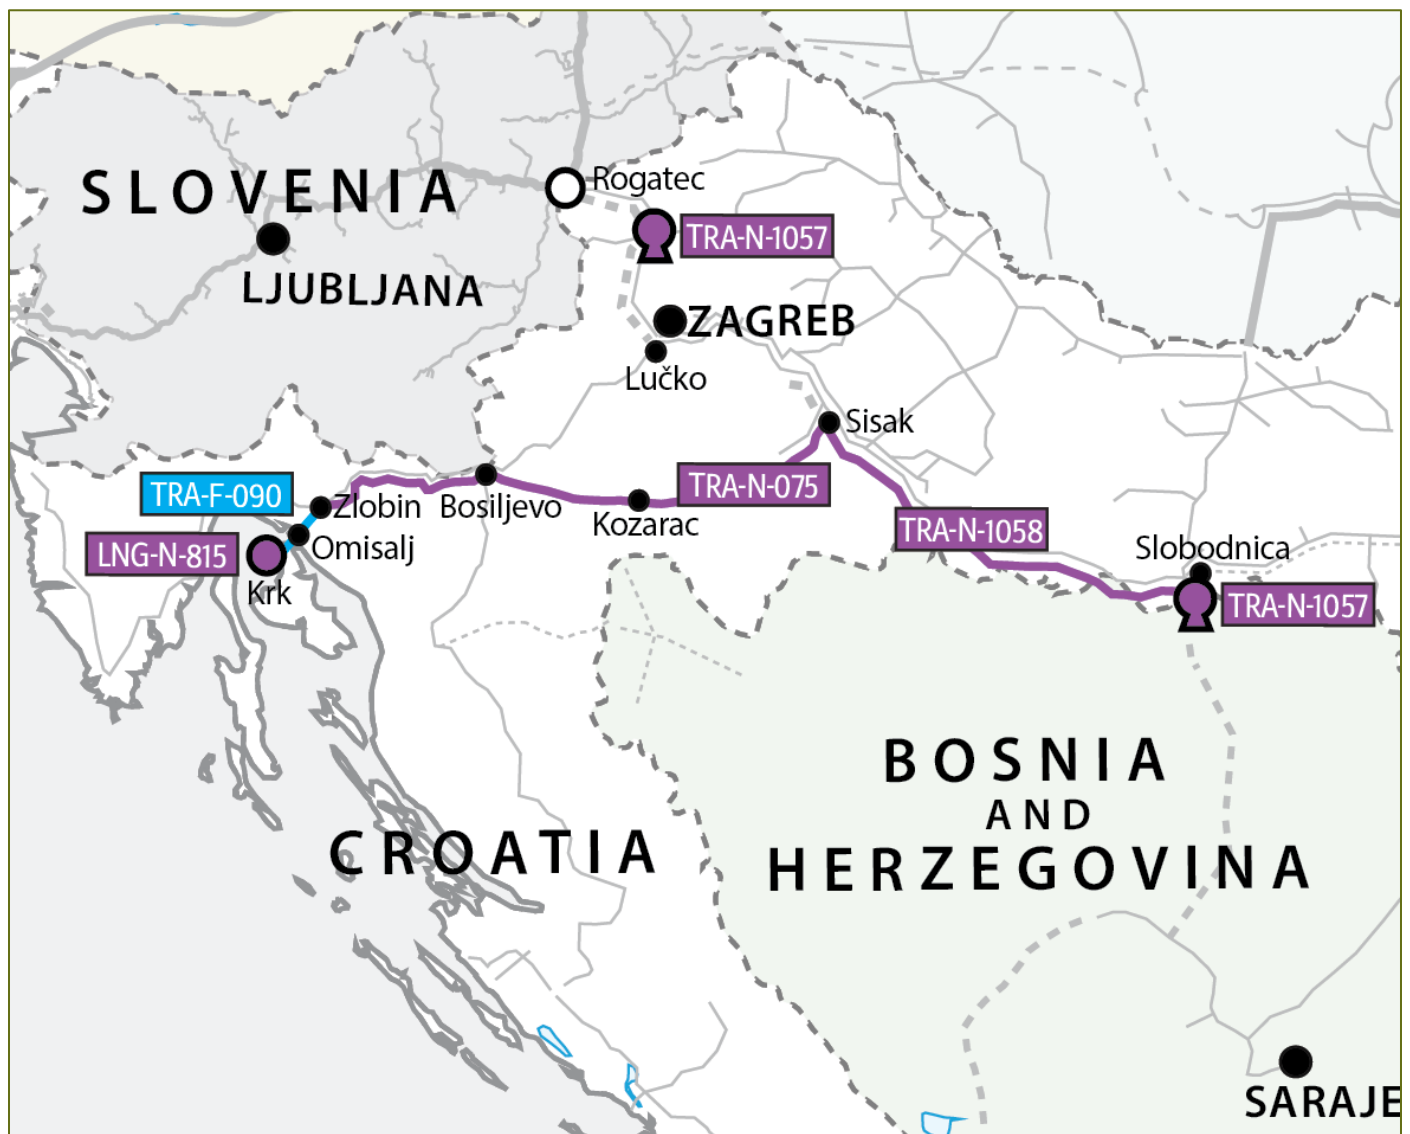 SLOVENIA
Rogatec
TRA-N-1057
LJUBLJANA
ZAGREB
Lučko
Sisak
TRA-F-090
Zlobin
Bosiljevo
Kozarac
TRA-N-075
TRA-N-1058
LNG-N-815
Omisalj
Krk
Slobodnica
TRA-N-1057
BOSNIA
AND
HERZEGOVINA
CROATIA
SARAJE